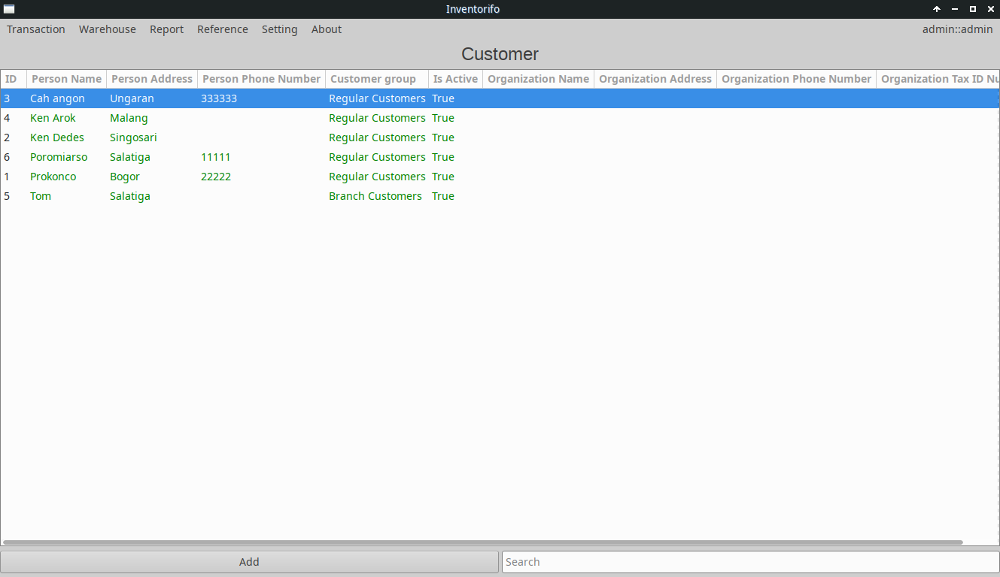 Inventorifo
Transaction Warehouse Report Reference Setting About admin::admin
Customer
ID Person Name Person Address Person Phone Number Customer group Is Active Organization Name Organization Address Organization Phone Number Organization Tax ID Nu
3 Cah angon Ungaran 333333 Regular Customers True
4 Ken Arok Malang Regular Customers True
2 Ken Dedes Singosari Regular Customers True
6 Poromiarso Salatiga 11111 Regular Customers True
1 Prokonco Bogor 22222 Regular Customers True
5 Tom Salatiga Branch Customers True
Add Search